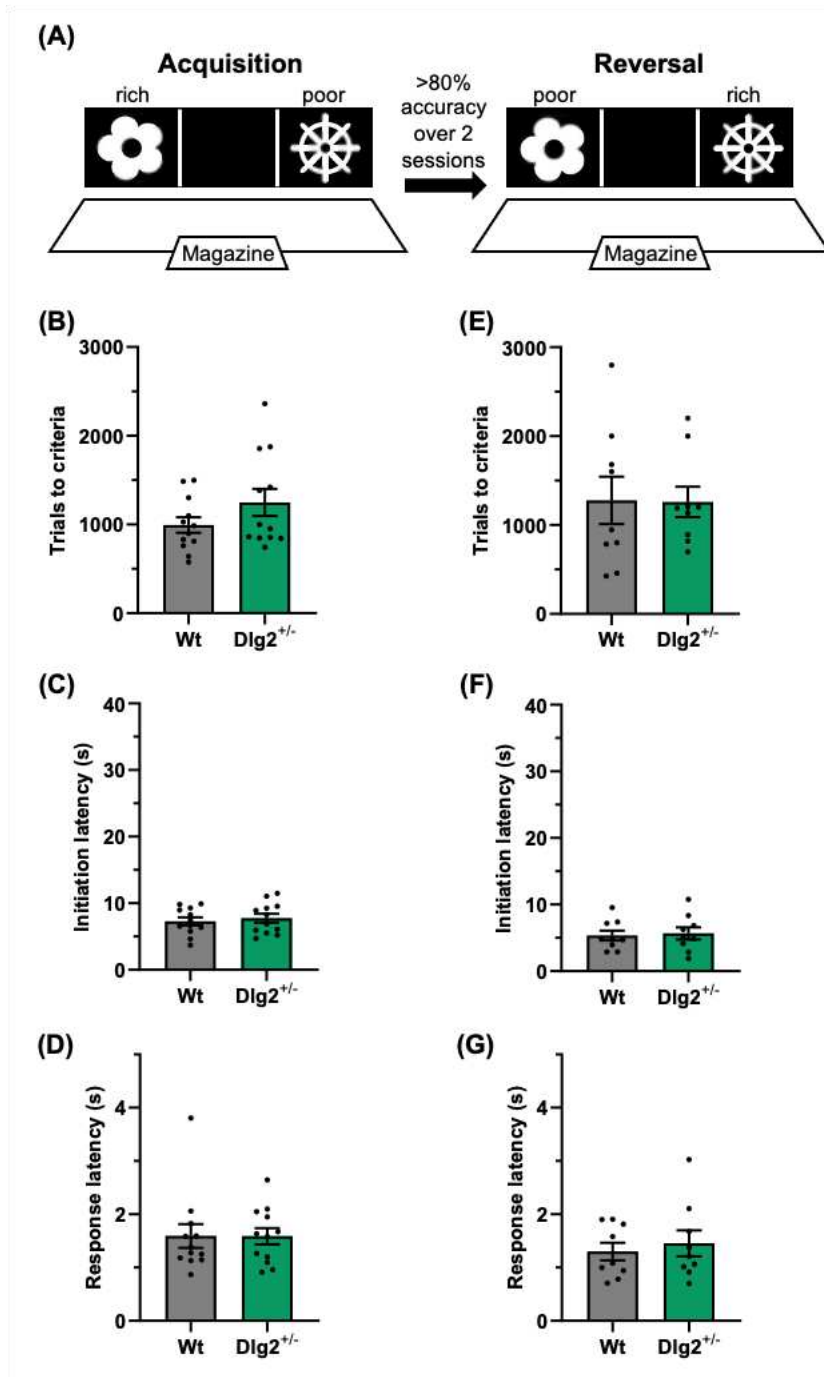 (A)
Acquisition
rich
poor
>80%
accuracy
over 2
sessions
Reversal
poor
rich
Magazine
Magazine
(B)
Trials to criteria
3000
2000
1000
0
Wt
Dlg2+/-
(E)
Trials to criteria
3000
2000
1000
0
Wt
Dlg2+/-
(C)
Initiation latency (s)
40
30
20
10
0
Wt
Dlg2+/-
(F)
Initiation latency (s)
40
30
20
10
0
Wt
Dlg2+/-
(D)
Response latency (s)
4
2
0
Wt
Dlg2+/-
(G)
Response latency (s)
4
2
0
Wt
Dlg2+/-